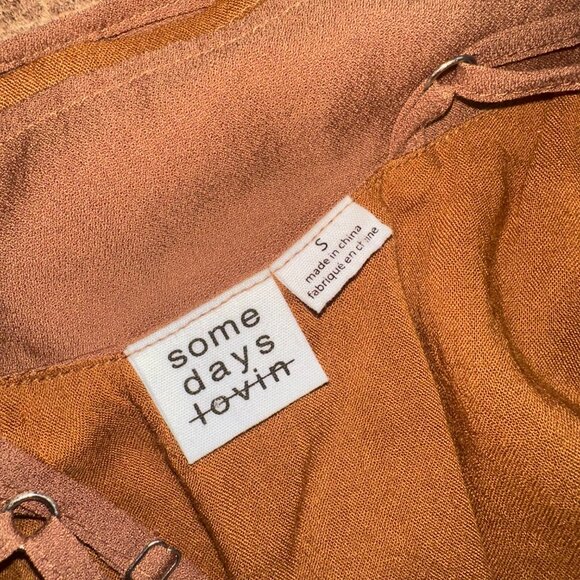 some
days
lovin
S
made in china
fabriqué en chine